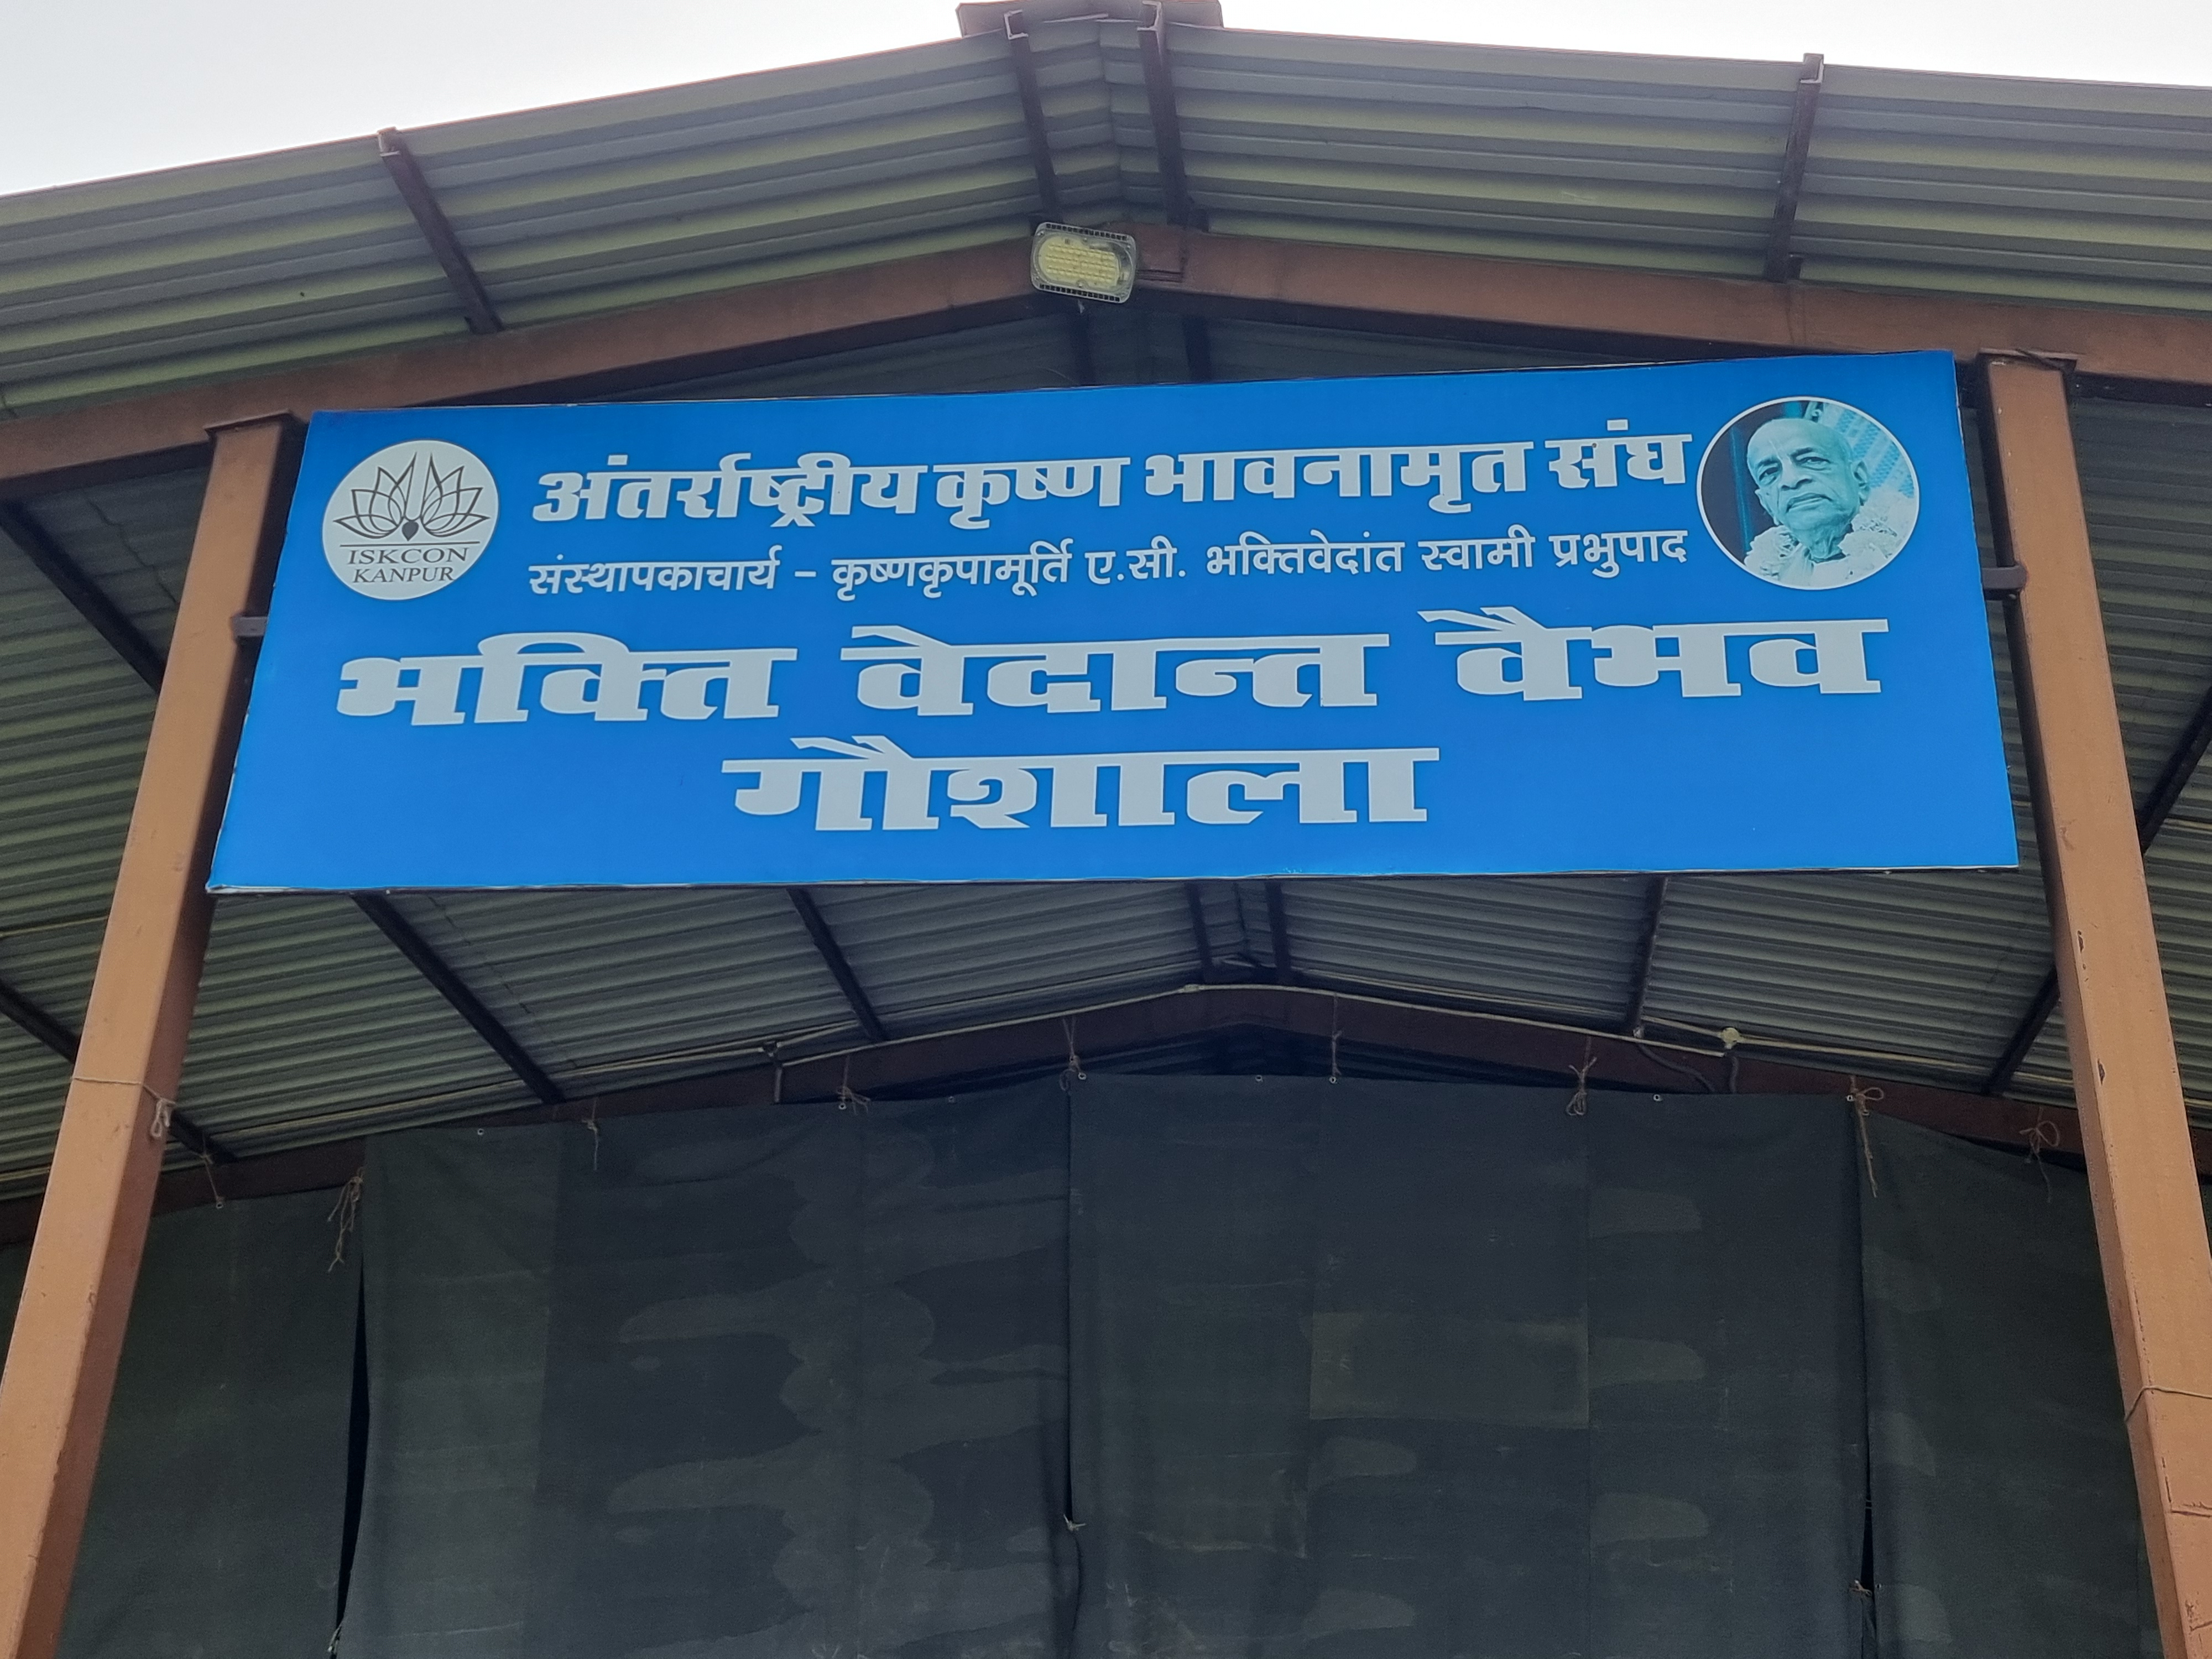 अंतर्राष्ट्रीय कृष्ण भावनामृत संघ
ISKCON
KANPUR
संस्थापकाचार्य - कृष्णकृपामूर्ति ए.सी. भक्तिवेदांत स्वामी प्रभुपाद
भक्ति वेदान्त वैभव
गौशाला